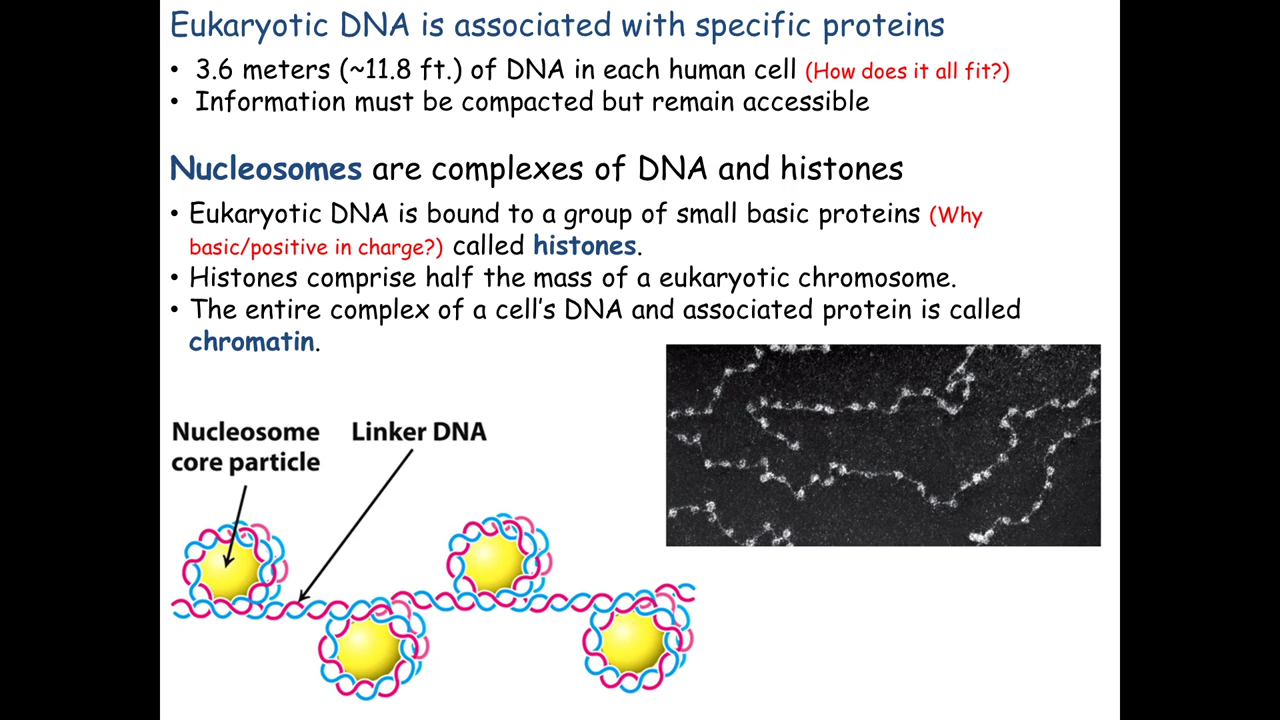 Eukaryotic DNA is associated with specific proteins
• 3.6 meters (~11.8 ft.) of DNA in each human cell (How does it all fit?)
• Information must be compacted but remain accessible
Nucleosomes are complexes of DNA and histones
• Eukaryotic DNA is bound to a group of small basic proteins (Why
basic/positive in charge?) called histones.
• Histones comprise half the mass of a eukaryotic chromosome.
• The entire complex of a cell's DNA and associated protein is called
chromatin.
Nucleosome
core particle
Linker DNA